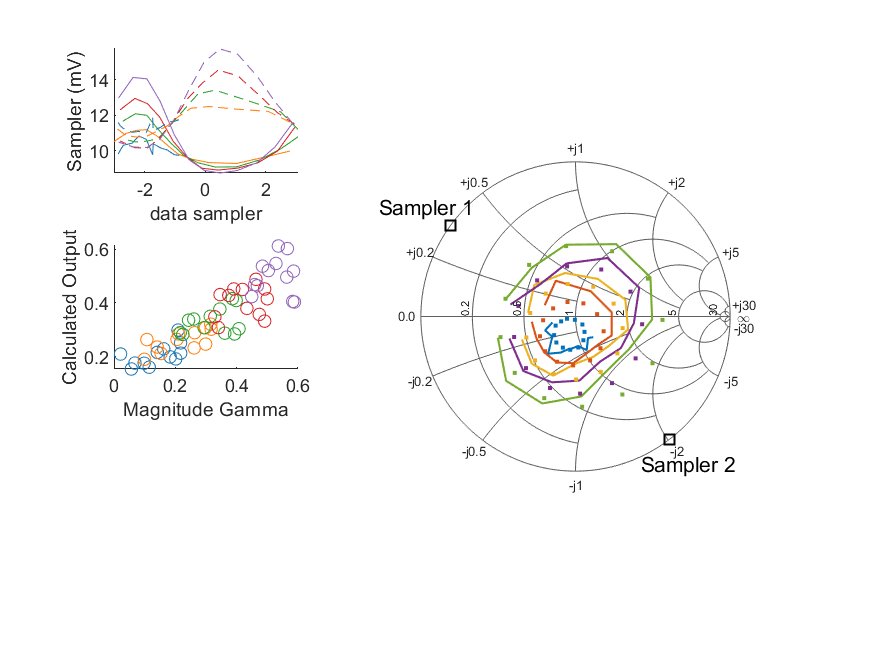 Sampler (mV)
14
12
10
-2
0
2
data sampler
Calculated Output
0.6
0.4
0.2
0
0.2
0.4
0.6
Magnitude Gamma
+j1
+j0.5
+j2
Sampler 1
+j0.2
+j5
0.0
0.2
1
2
5
30
+j30
∞
-j30
-j0.2
-j5
-j0.5
-j2
Sampler 2
-j1